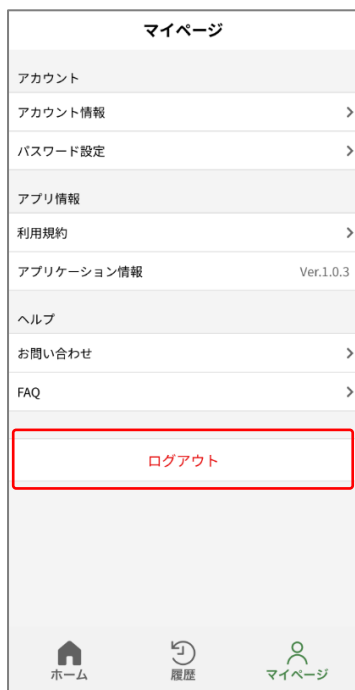 マイページ
アカウント
アカウント情報
パスワード設定
アプリ情報
利用規約
アプリケーション情報 Ver.1.0.3
ヘルプ
お問い合わせ
FAQ
ログアウト
ホーム 履歴 マイページ